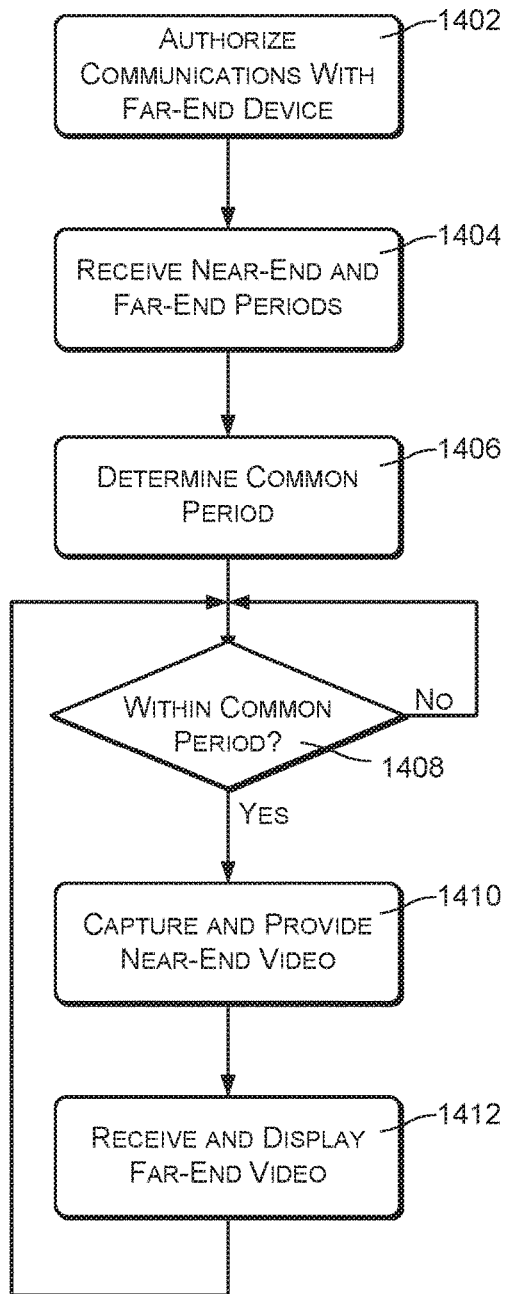 1402
AUTHORIZE
COMMUNICATIONS WITH
FAR-END DEVICE
1404
RECEIVE NEAR-END AND
FAR-END PERIODS
1406
DETERMINE COMMON
PERIOD
WITHIN COMMON
PERIOD?
NO
1408
YES
1410
CAPTURE AND PROVIDE
NEAR-END VIDEO
1412
RECEIVE AND DISPLAY
FAR-END VIDEO